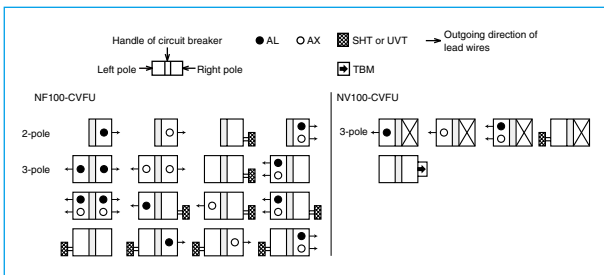 Handle of circuit breaker
AL
AX
SHT or UVT
Outgoing direction of
lead wires
Left pole
Right pole
TBM
NF100-CVFU
NV100-CVFU
2-pole
3-pole
3-pole